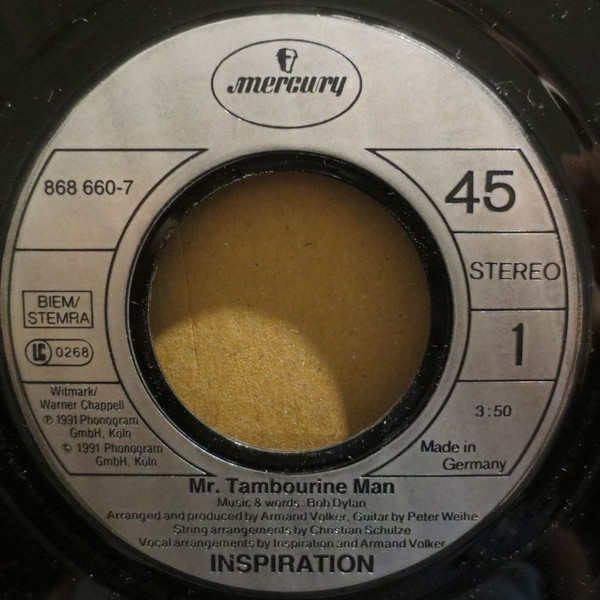 mercury
868 660-7
45
STEREO
BIEM/
STEMRA
LC 0268
1
Witmark/
Warner Chappell
℗ 1991 Phonogram
GmbH, Köln
© 1991 Phonogram
GmbH, Köln
3:50
Made in
Germany
Mr. Tambourine Man
Music & words: Bob Dylan
Arranged and produced by Armand Volker, Guitar by Peter Weihe
String arrangements by Christian Schulze
Vocal arrangements by Inspiration and Armand Volker
INSPIRATION